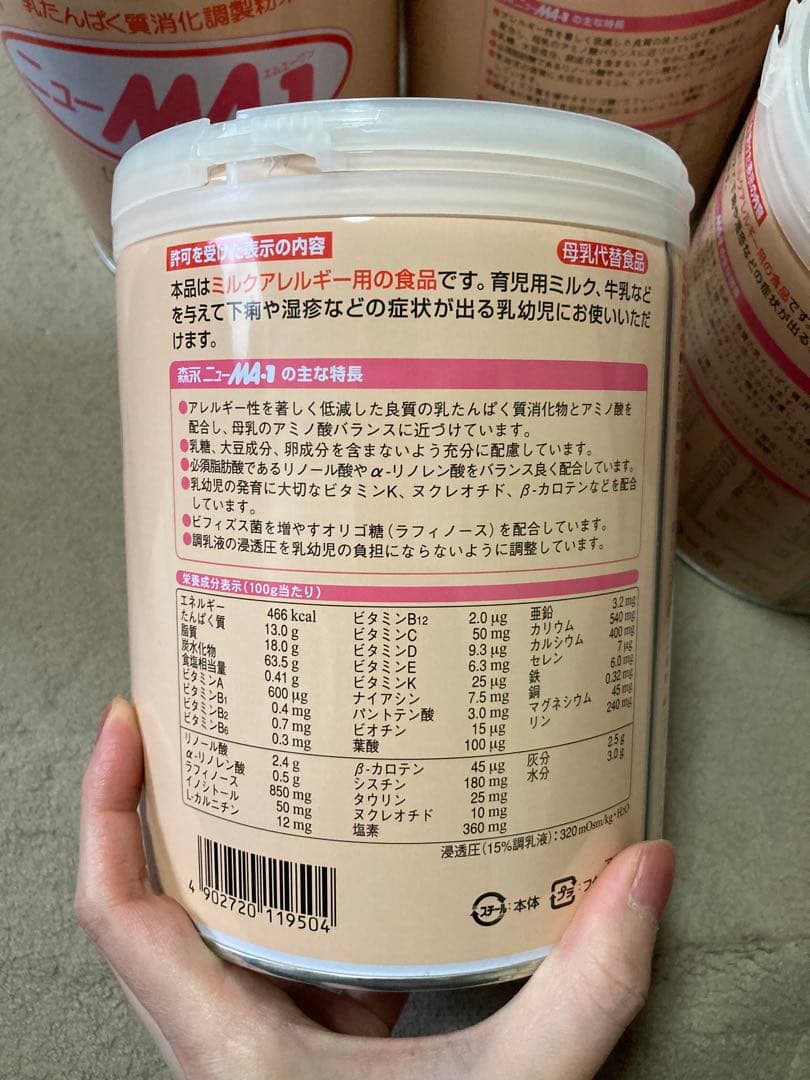 乳たんぱく質消化調製粉末
エムエーワン
ニューMA-1
MA-1 の主な特長
許可を受けた表示の内容
母乳代替食品
本品はミルクアレルギー用の食品です。育児用ミルク、牛乳など
を与えて下痢や湿疹などの症状が出る乳幼児にお使いいただ
けます。
森永 ニューMA-1 の主な特長
●アレルギー性を著しく低減した良質の乳たんぱく質消化物とアミノ酸を
配合し、母乳のアミノ酸バランスに近づけています。
●乳糖、大豆成分、卵成分を含まないよう充分に配慮しています。
●必須脂肪酸であるリノール酸やα-リノレン酸をバランス良く配合しています。
●乳幼児の発育に大切なビタミンK、ヌクレオチド、β-カロテンなどを配合
しています。
●ビフィズス菌を増やすオリゴ糖(ラフィノース)を配合しています。
●調乳液の浸透圧を乳幼児の負担にならないように調整しています。
栄養成分表示(100g当たり)
エネルギー 466 kcal
たんぱく質 13.0 g
脂質 18.0 g
炭水化物 63.5 g
食塩相当量 0.41 g
ビタミンA 600 μg
ビタミンB1 0.4 mg
ビタミンB2 0.7 mg
ビタミンB6 0.3 mg
ビタミンB12 2.0 μg
ビタミンC 50 mg
ビタミンD 9.3 μg
ビタミンE 6.3 mg
ビタミンK 25 μg
ナイアシン 7.5 mg
パントテン酸 3.0 mg
ビオチン 15 μg
葉酸 100 μg
亜鉛 3.2 mg
カリウム 540 mg
カルシウム 400 mg
セレン 7 μg
鉄 6.0 mg
銅 0.32 mg
マグネシウム 45 mg
リン 240 mg
リノール酸 2.4 g
α-リノレン酸 0.5 g
ラフィノース 850 mg
イノシトール 50 mg
L-カルニチン 12 mg
β-カロテン 45 μg
シスチン 180 mg
タウリン 25 mg
ヌクレオチド 10 mg
塩素 360 mg
灰分 2.5 g
水分 3.0 g
浸透圧(15%調乳液):320mOsm/kg・H2O
4 902720 119504
スチール:本体
プラ:フ